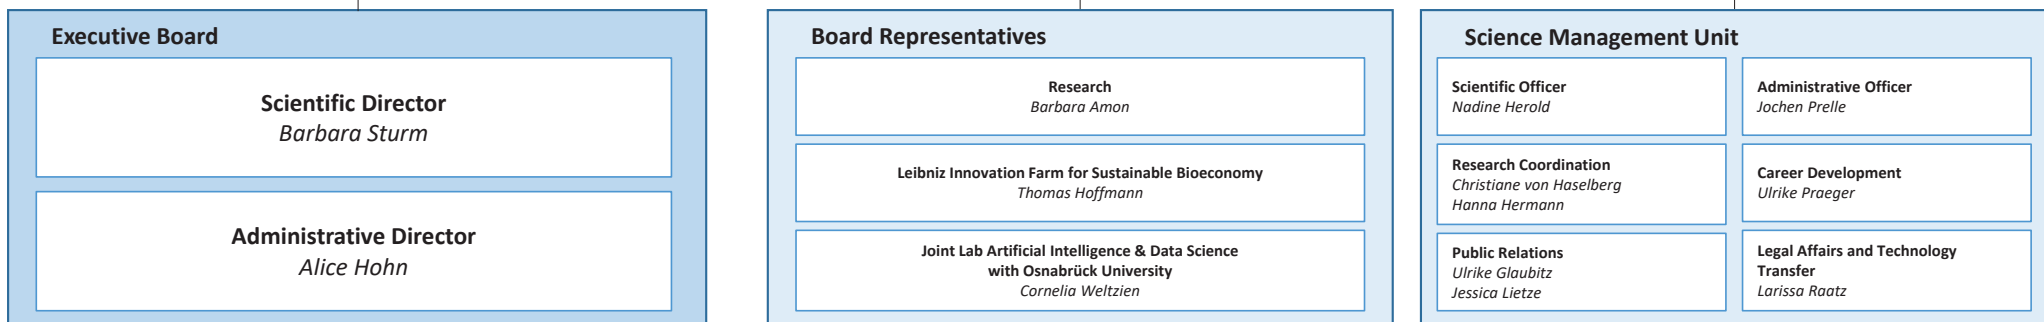 Executive Board
Scientific Director
Barbara Sturm
Administrative Director
Alice Hohn
Board Representatives
Research
Barbara Amon
Leibniz Innovation Farm for Sustainable Bioeconomy
Thomas Hoffmann
Joint Lab Artificial Intelligence & Data Science
with Osnabrück University
Cornelia Weltzien
Science Management Unit
Scientific Officer
Nadine Herold
Administrative Officer
Jochen Prelle
Research Coordination
Christiane von Haselberg
Hanna Hermann
Career Development
Ulrike Praeger
Public Relations
Ulrike Glaubitz
Jessica Lietze
Legal Affairs and Technology
Transfer
Larissa Raatz